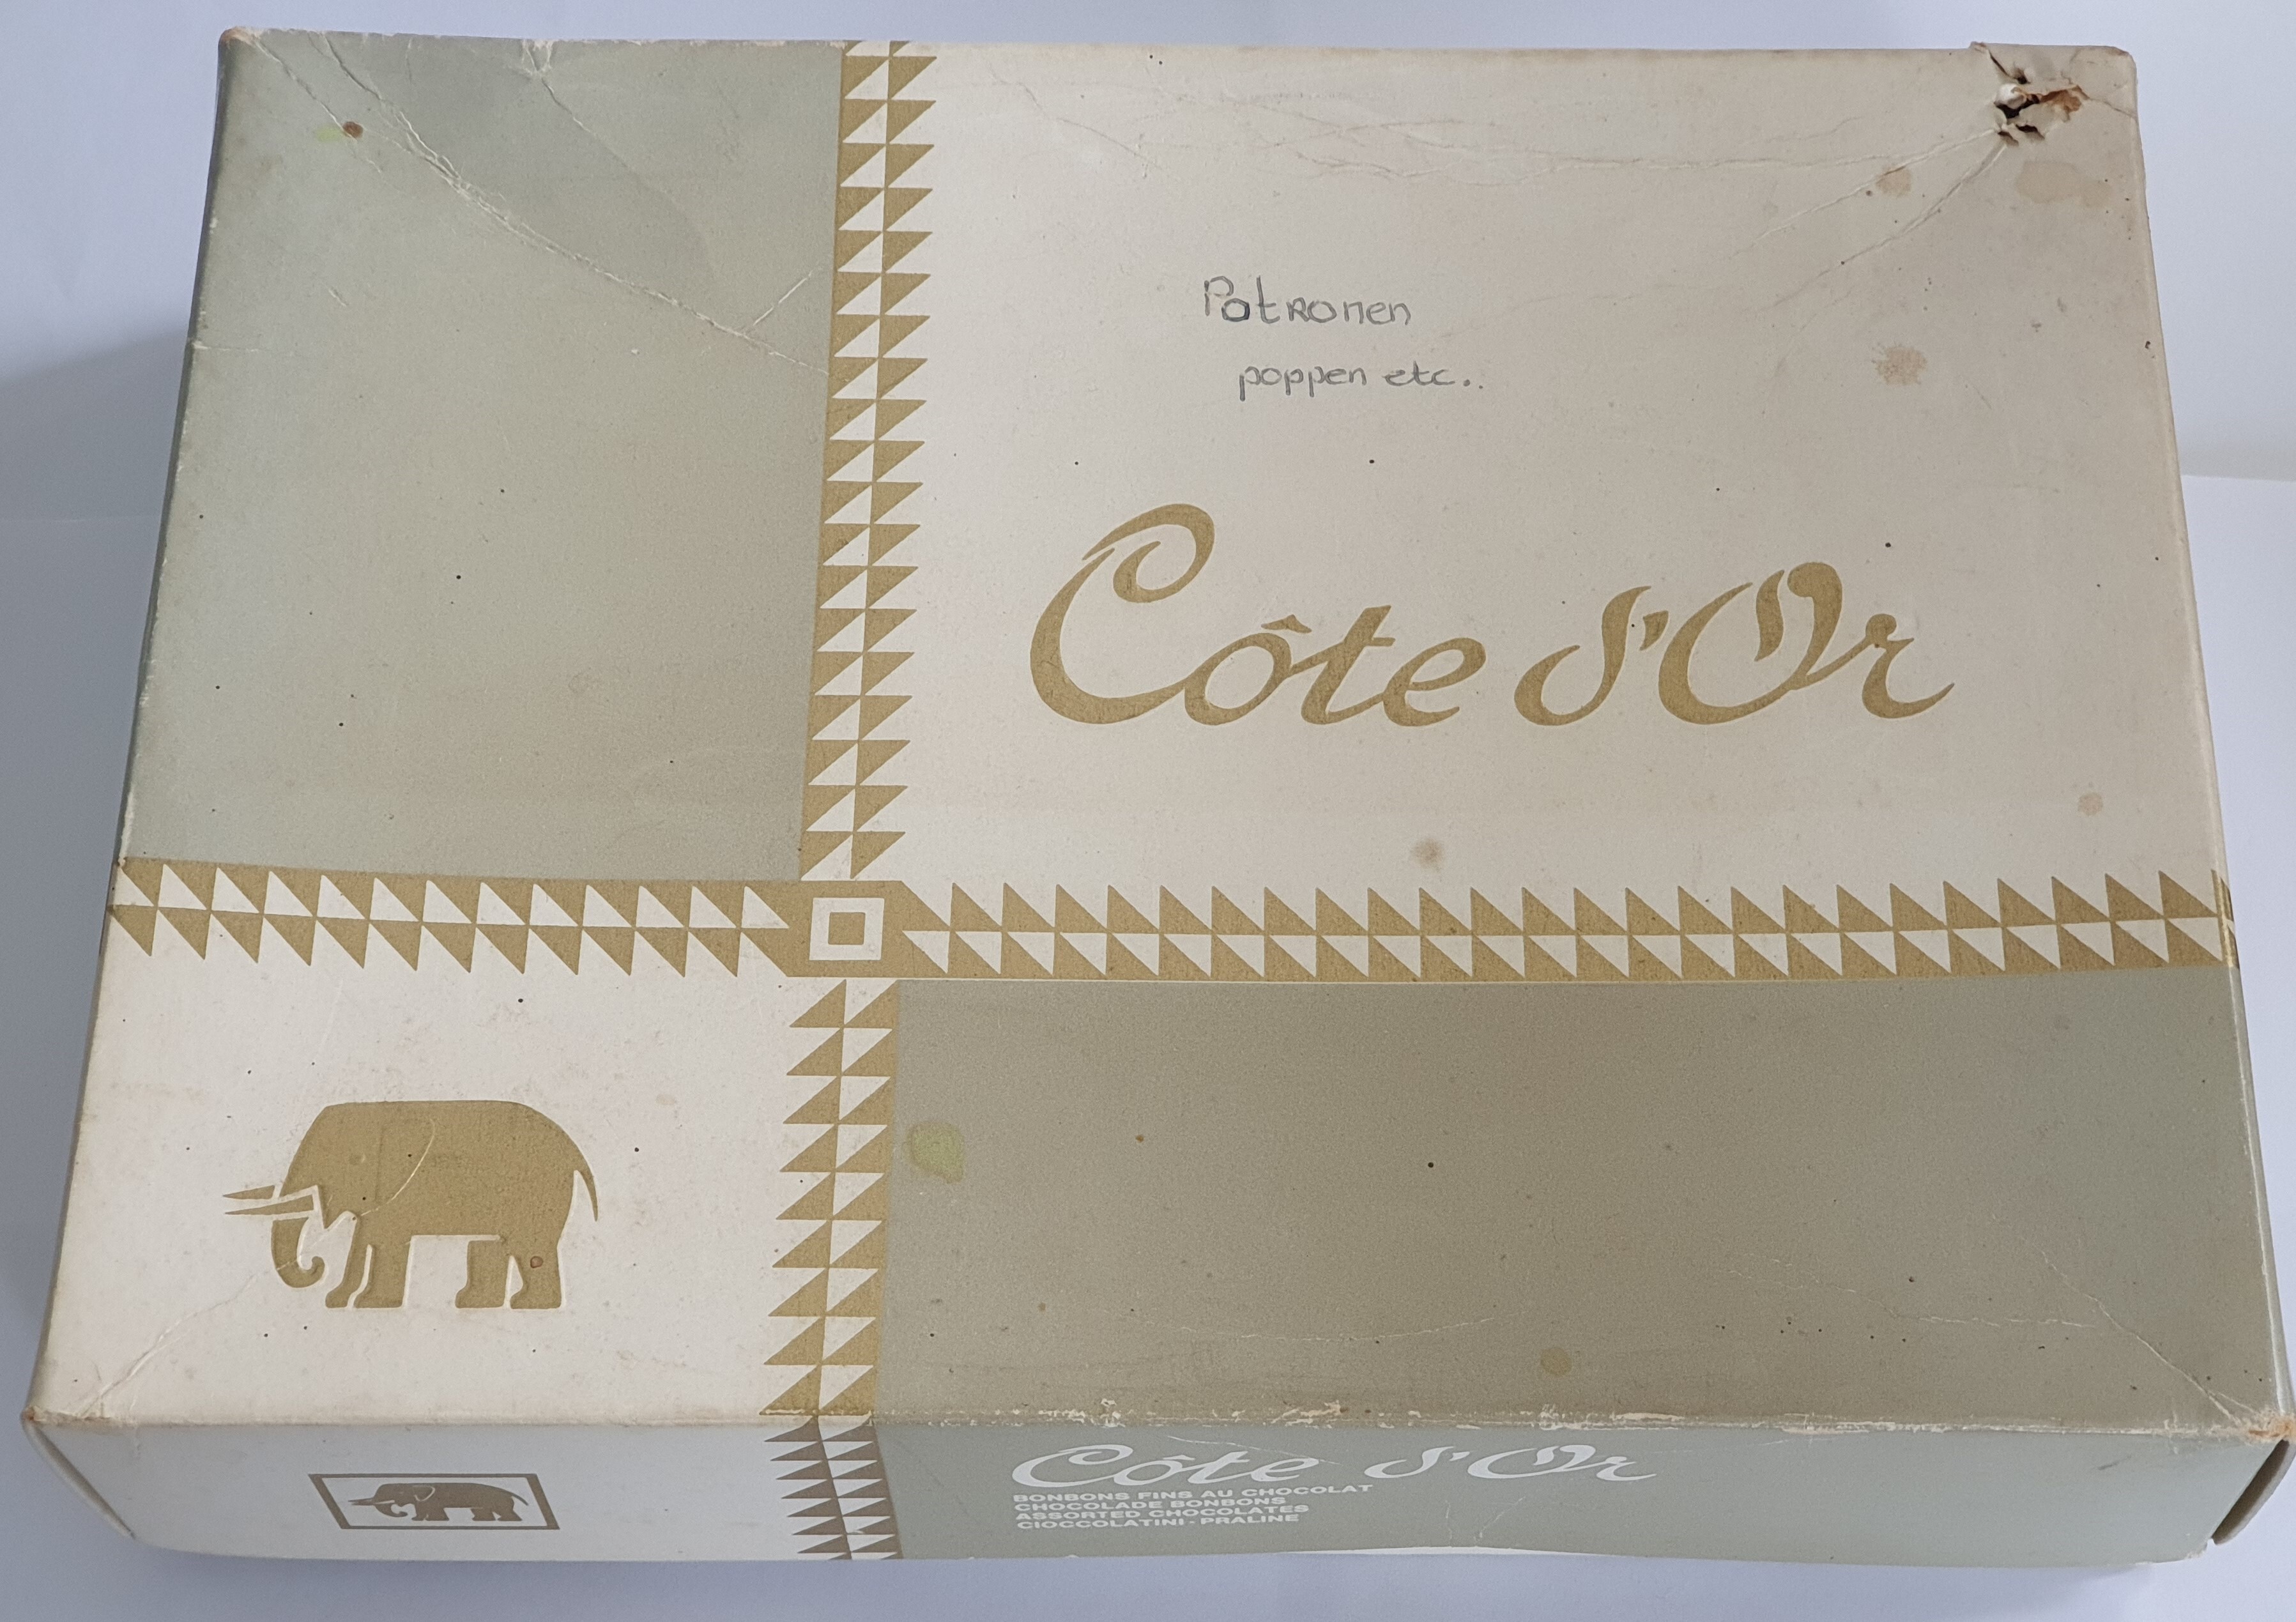 Patronen
poppen etc..
Côte d'Or
Côte d'Or
BONBONS FINS AU CHOCOLAT
CHOCOLADE BONBONS
ASSORTED CHOCOLATES
CIOCCOLATINI - PRALINE